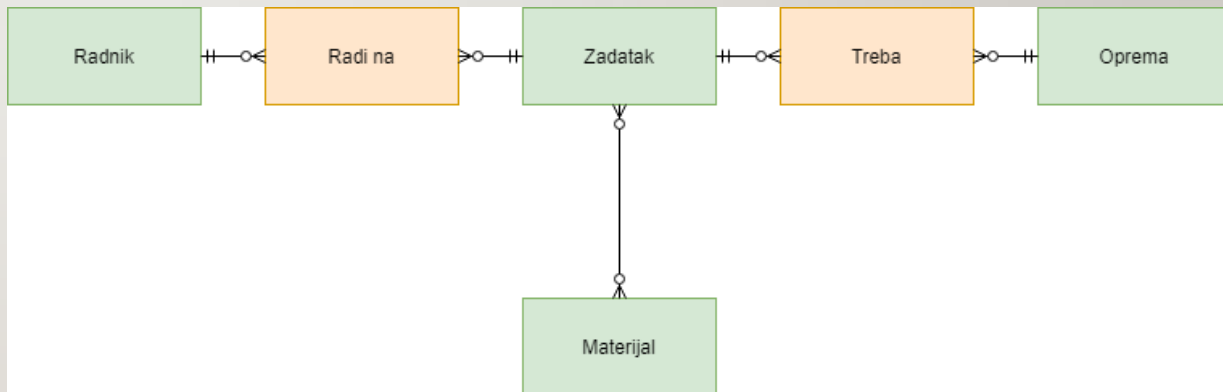 Radnik
Radi na
Zadatak
Treba
Oprema
Materijal